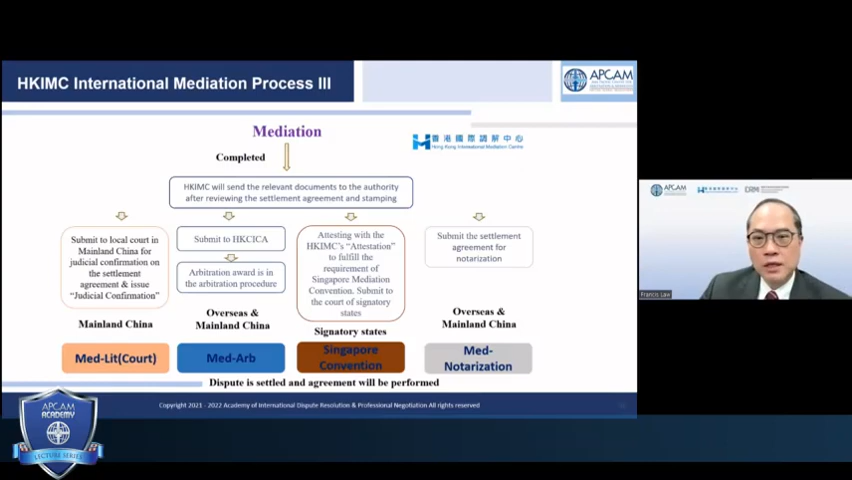 HKIMC International Mediation Process III
APCAM
Mediation
香港國際調解中心
Hong Kong International Mediation Centre
Completed
HKIMC will send the relevant documents to the authority
after reviewing the settlement agreement and stamping
Submit to local court in
Mainland China for
judicial confirmation on
the settlement
agreement & issue
"Judicial Confirmation"
Mainland China
Med-Lit(Court)
Submit to HKCICA
Arbitration award is in
the arbitration procedure
Overseas &
Mainland China
Med-Arb
Attesting with the
HKIMC's "Attestation"
to fulfill the
requirement of
Singapore Mediation
Convention. Submit to
the court of signatory
states
Signatory states
Singapore
Convention
Submit the settlement
agreement for
notarization
Overseas &
Mainland China
Med-
Notarization
Dispute is settled and agreement will be performed
Copyright 2021 - 2022 Academy of International Dispute Resolution & Professional Negotiation All rights reserved
APCAM
ACADEMY
LECTURE SERIES
APCAM
Francis Law